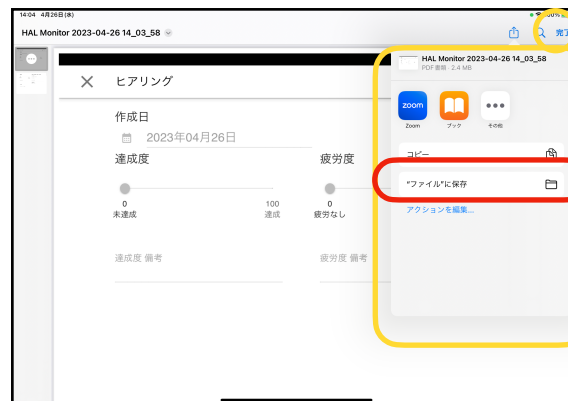 14:04 4月26日(水)
100%
HAL Monitor 2023-04-26 14_03_58
完了
HAL Monitor 2023-04-26 14_03_58
PDF書類・2.4 MB
ヒアリング
作成日
2023年04月26日
達成度
疲労度
0
100
0
未達成
達成
疲労なし
達成度 備考
疲労度 備考
zoom
Zoom
ブック
その他
コピー
"ファイル"に保存
アクションを編集...